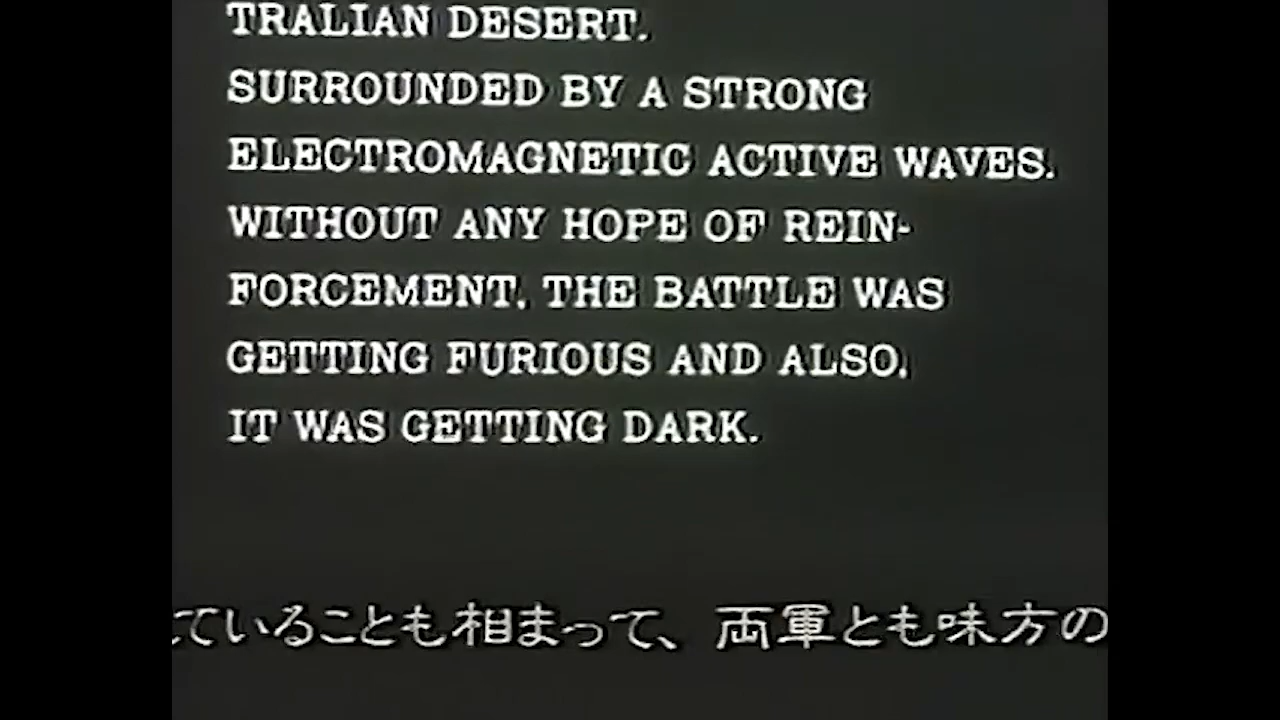 TRALIAN DESERT.
SURROUNDED BY A STRONG
ELECTROMAGNETIC ACTIVE WAVES.
WITHOUT ANY HOPE OF REIN-
FORCEMENT, THE BATTLE WAS
GETTING FURIOUS AND ALSO,
IT WAS GETTING DARK.
ていることも相まって、両軍とも味方の